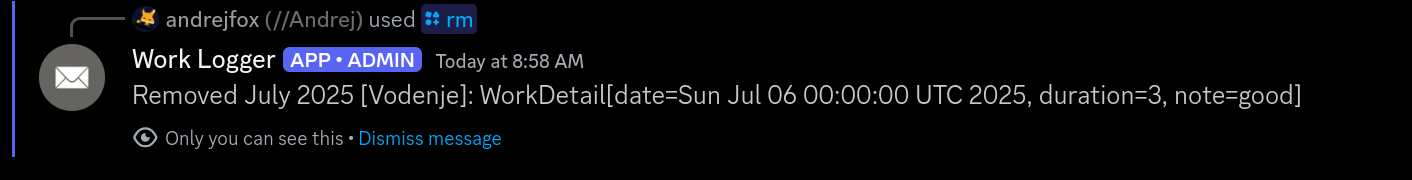 andrejfox (//Andrej) used rm
Work Logger APP • ADMIN Today at 8:58 AM
Removed July 2025 [Vodenje]: WorkDetail[date=Sun Jul 06 00:00:00 UTC 2025, duration=3, note=good]
Only you can see this • Dismiss message